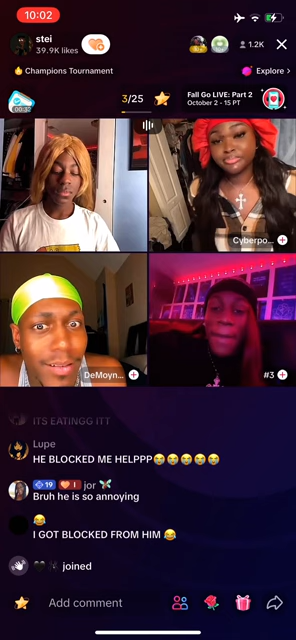 10:02
stei
39.9K likes
1.2K
Champions Tournament
Explore >
00:32
3/25
Fall Go LIVE: Part 2
October 2 - 15 PT
Cyberpo...
DeMoyn...
#3
ITS EATINGG ITT
Lupe
HE BLOCKED ME HELPPP😭😭😭😭😭
19 1 jor 🦋
Bruh he is so annoying
😂
I GOT BLOCKED FROM HIM 😂
joined
Add comment